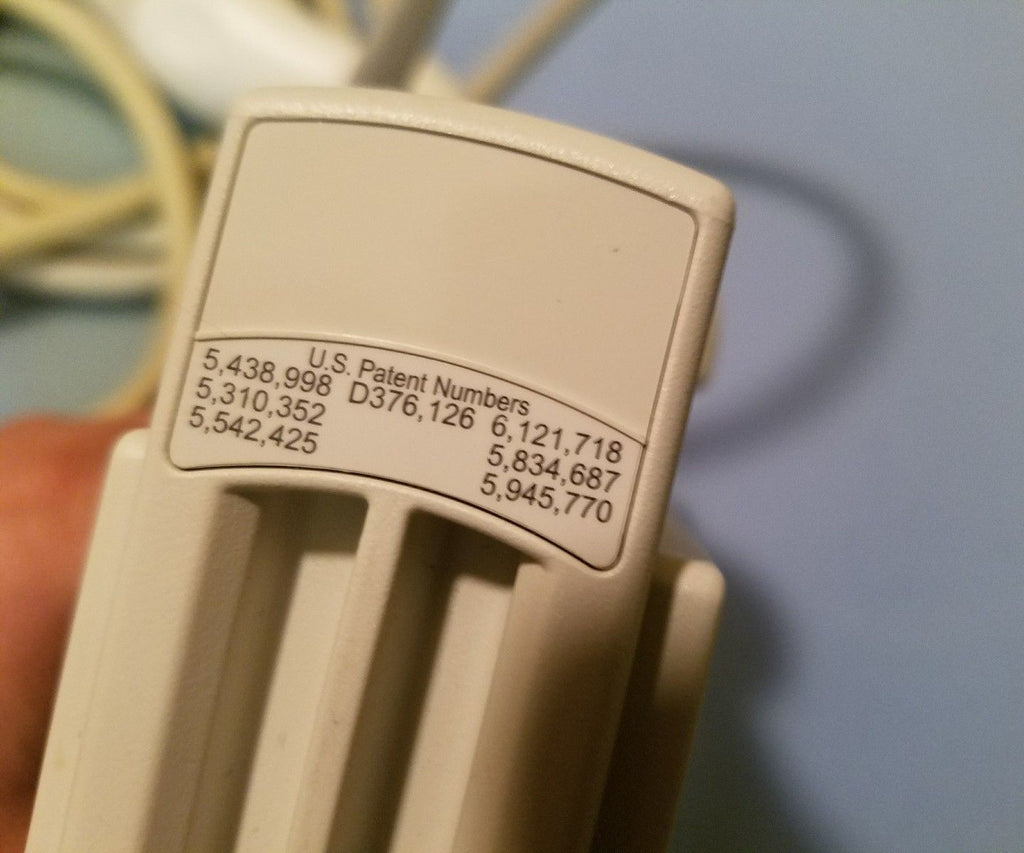 U.S. Patent Numbers
5,438,998 D376,126 6,121,718
5,310,352 5,834,687
5,542,425 5,945,770